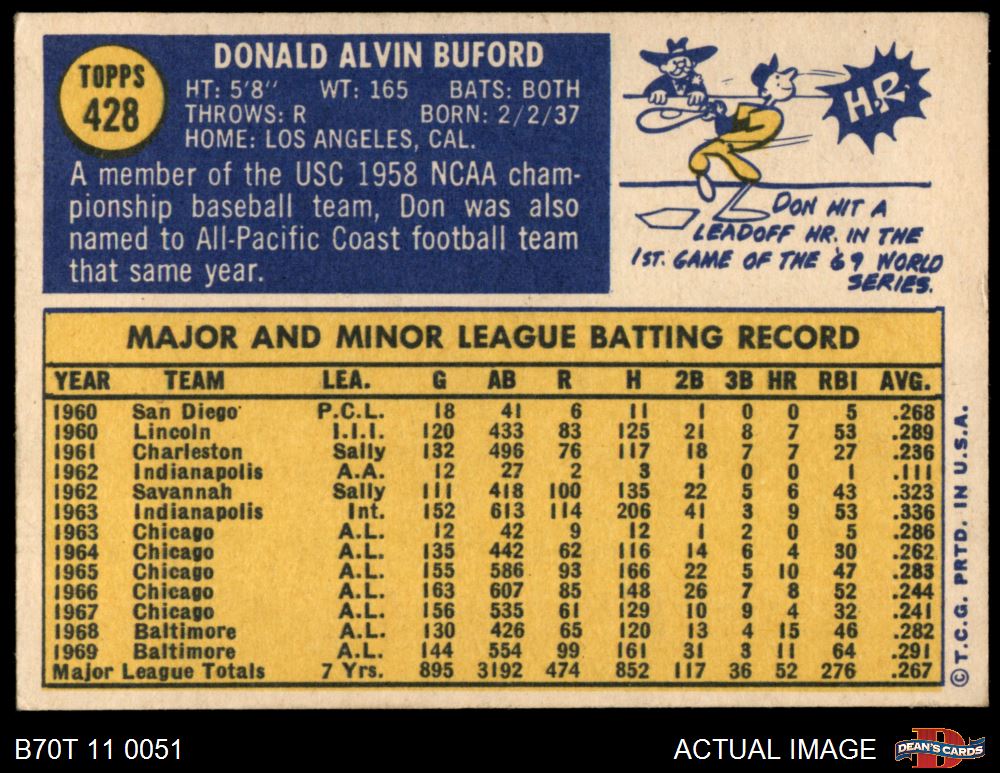 TOPPS
428
DONALD ALVIN BUFORD
HT: 5'8" WT: 165 BATS: BOTH
THROWS: R BORN: 2/2/37
HOME: LOS ANGELES, CAL.
A member of the USC 1958 NCAA cham-
pionship baseball team, Don was also
named to All-Pacific Coast football team
that same year.
H.R.
DON HIT A
LEADOFF HR. IN THE
1ST. GAME OF THE '69 WORLD
SERIES.
MAJOR AND MINOR LEAGUE BATTING RECORD
YEAR TEAM LEA. G AB R H 2B 3B HR RBI AVG.
1960 San Diego P.C.L. 18 41 6 11 1 0 0 5 .268
1960 Lincoln I.I.I. 120 433 83 125 21 8 7 53 .289
1961 Charleston Sally 132 496 76 117 18 7 7 27 .236
1962 Indianapolis A.A. 12 27 2 3 1 0 0 1 .111
1962 Savannah Sally 111 418 100 135 22 5 6 43 .323
1963 Indianapolis Int. 152 613 114 206 41 3 9 53 .336
1963 Chicago A.L. 12 42 9 12 1 2 0 5 .286
1964 Chicago A.L. 135 442 62 116 14 6 4 30 .262
1965 Chicago A.L. 155 586 93 166 22 5 10 47 .283
1966 Chicago A.L. 163 607 85 148 26 7 8 52 .244
1967 Chicago A.L. 156 535 61 129 10 9 4 32 .241
1968 Baltimore A.L. 130 426 65 120 13 4 15 46 .282
1969 Baltimore A.L. 144 554 99 161 31 3 11 64 .291
Major League Totals 7 Yrs. 895 3192 474 852 117 36 52 276 .267
© T.C.G. PRTD. IN U.S.A.
B70T 11 0051
ACTUAL IMAGE
D
DEAN'S CARDS